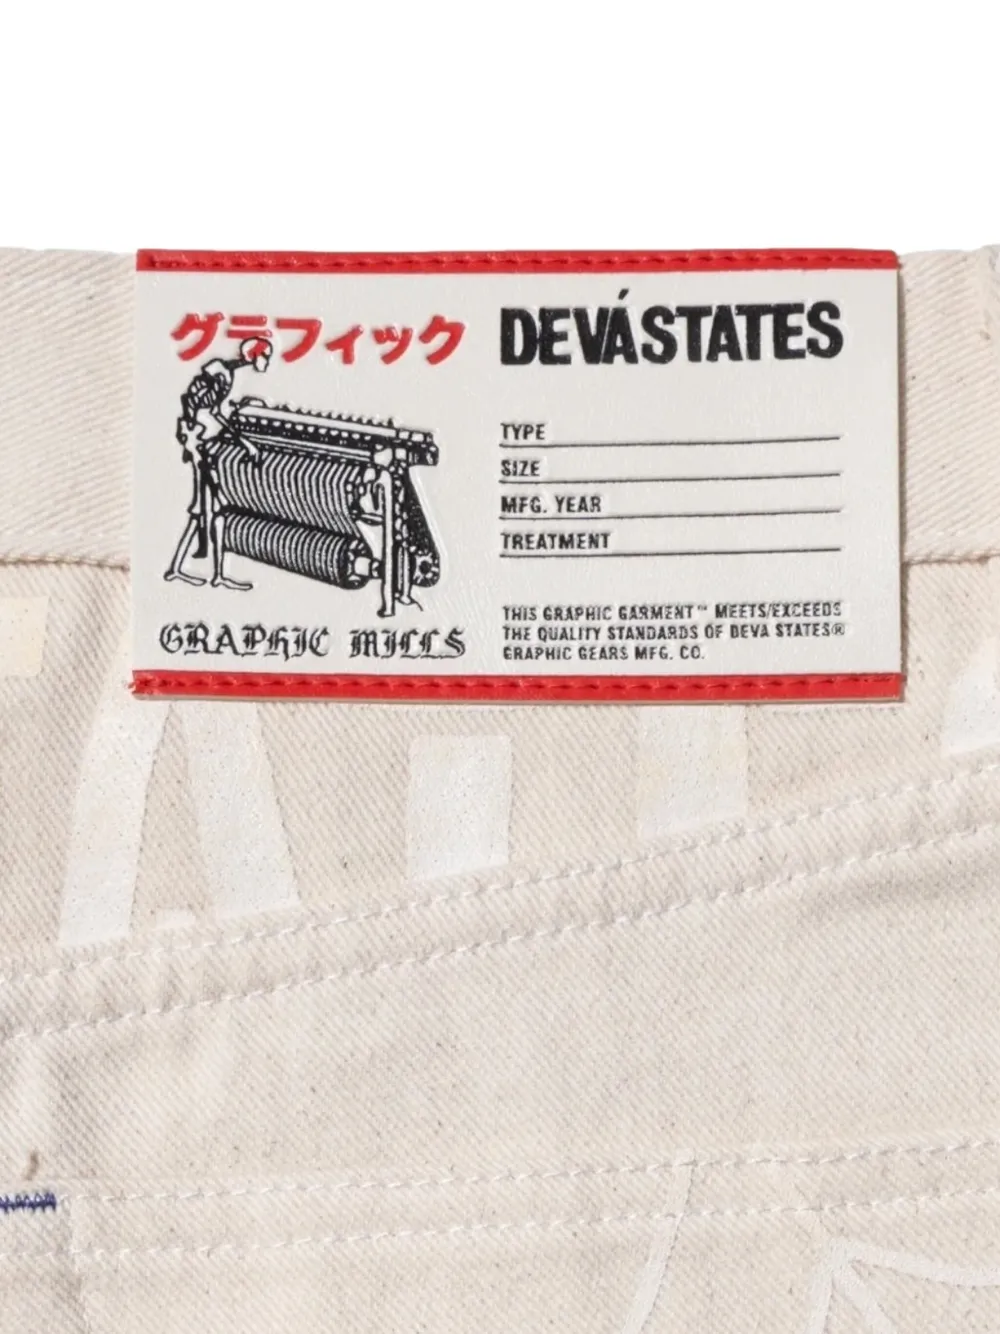 グラフィック
GRAPHIC MILLS
DEVÁSTATES
TYPE
SIZE
MFG. YEAR
TREATMENT
THIS GRAPHIC GARMENT™ MEETS/EXCEEDS
THE QUALITY STANDARDS OF DEVA STATES®
GRAPHIC GEARS MFG. CO.